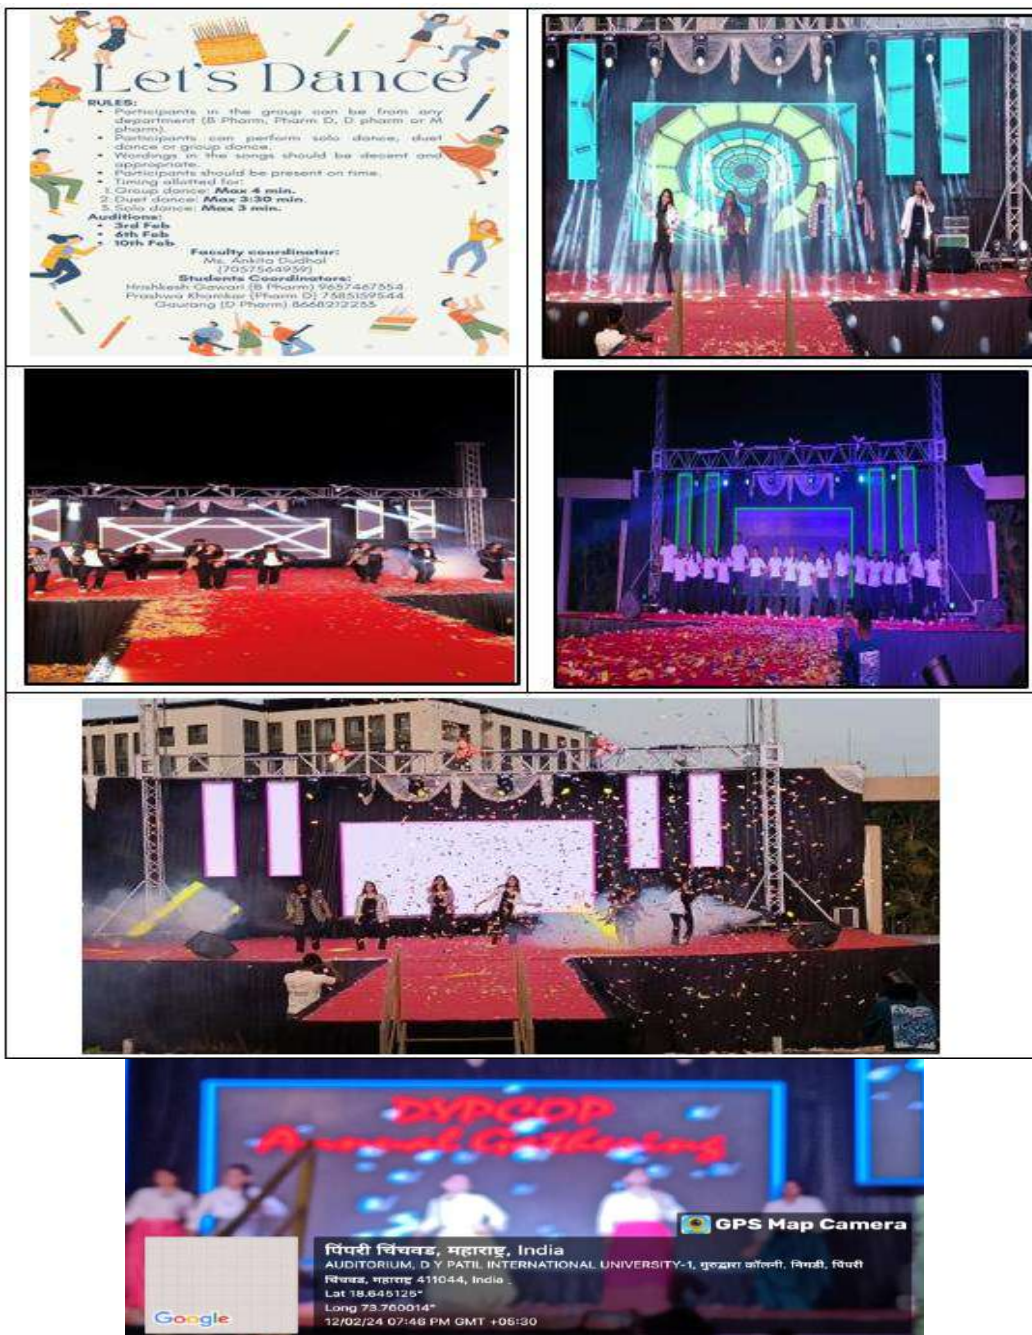 Let's Dance
RULES:
• Participants in the group can be from any
department (B Pharm, Pharm D, D pharm or M
pharm).
• Participants can perform solo dance, duet
dance or group dance.
• Wordings in the songs should be decent and
appropriate.
• Participants should be present on time.
• Timing allotted for:
1. Group dance: Max 4 min.
2. Duet dance: Max 3:30 min.
3. Solo dance: Max 3 min.
Auditions:
• 3rd Feb
• 6th Feb
• 10th Feb
Faculty coordinator:
Ms. Ankita Dudhal
(7057564959)
Students Coordinators:
Hrishkesh Gawari (B Pharm) 9657467554
Prashwa Khamkar (Pharm D)
Gaurang (D Pharm)
DYPCOP
Annual Gathering
GPS Map Camera
पिंपरी चिंचवड, महाराष्ट्र, India
AUDITORIUM, D Y PATIL INTERNATIONAL UNIVERSITY-1, गुरुद्वारा कॉलनी, निगडी, पिंपरी
चिंचवड, महाराष्ट्र 411044, India
Lat 18.645125°
Long 73.760014°
12/02/24 07:46 PM GMT +05:30
Google